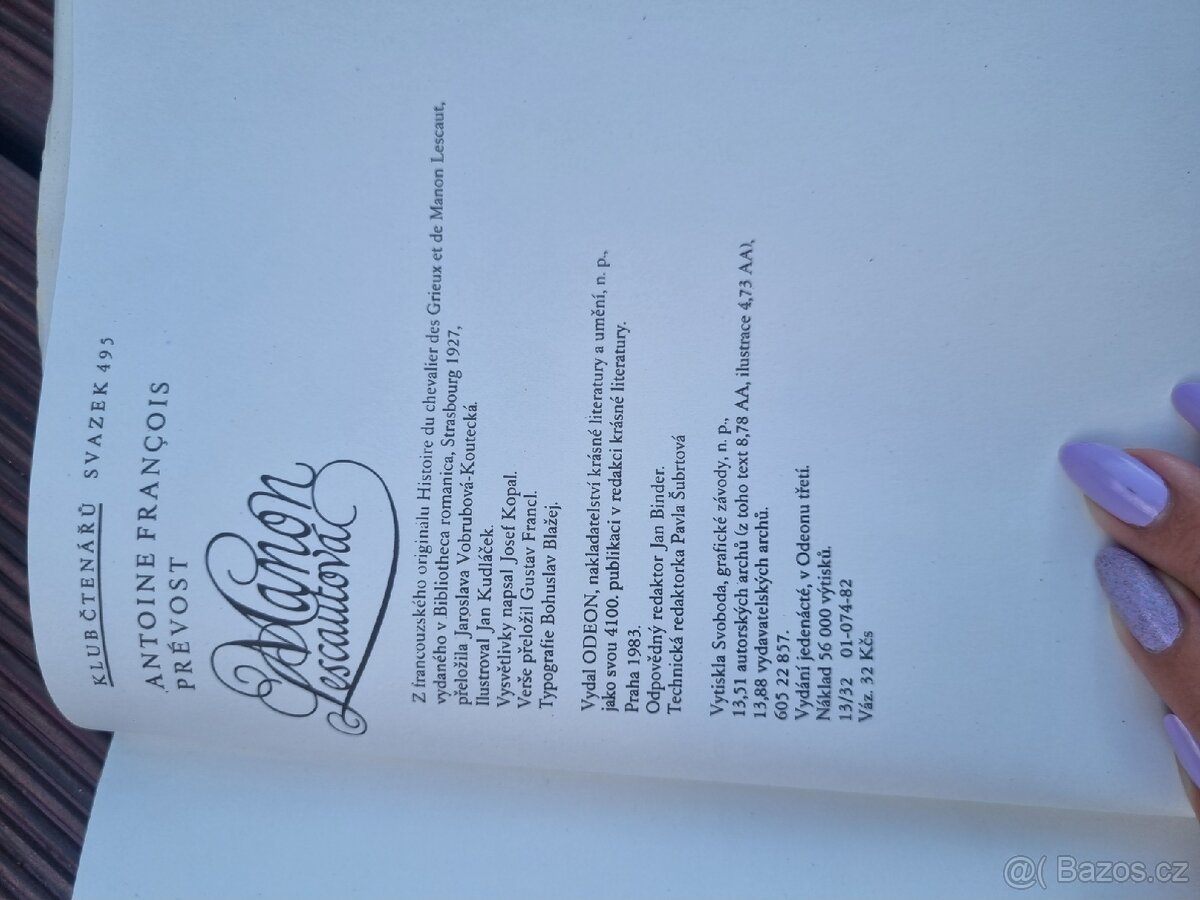 KLUB ČTENÁŘŮ SVAZEK 495
ANTOINE FRANÇOIS
PRÉVOST
Manon
Lescautová
Z francouzského originálu Histoire du chevalier des Grieux et de Manon Lescaut,
vydaného v Bibliotheca romanica, Strasbourg 1927,
přeložila Jaroslava Vobrubová-Koutecká.
Ilustroval Jan Kudláček.
Vysvětlivky napsal Josef Kopal.
Verše přeložil Gustav Francl.
Typografie Bohuslav Blažej.
Vydal ODEON, nakladatelství krásné literatury a umění, n. p.,
jako svou 4100. publikaci v redakci krásné literatury.
Praha 1983.
Odpovědný redaktor Jan Binder.
Technická redaktorka Pavla Šubrtová
Vytiskla Svoboda, grafické závody, n. p.,
13,51 autorských archů (z toho text 8,78 AA, ilustrace 4,73 AA),
13,88 vydavatelských archů.
605 22 857.
Vydání jedenácté, v Odeonu třetí.
Náklad 56 000 výtisků.
13/32 01-074-82
Váz. 32 Kčs
@( Bazos.cz